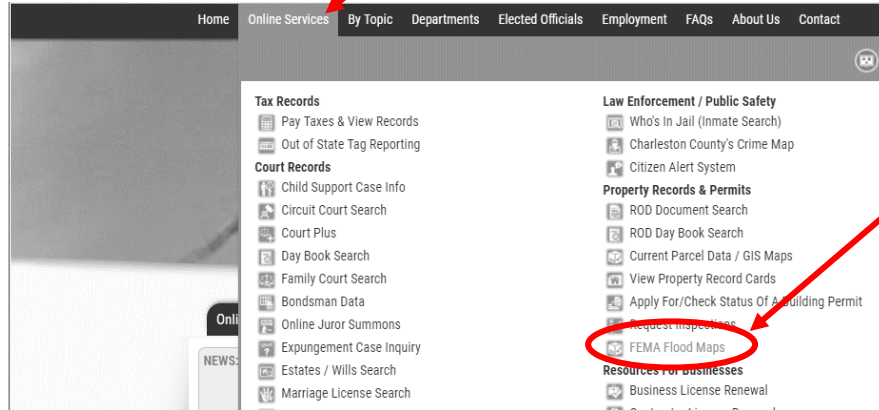 Home Online Services By Topic Departments Elected Officials Employment FAQs About Us Contact
Tax Records
Pay Taxes & View Records
Out of State Tag Reporting
Court Records
Child Support Case Info
Circuit Court Search
Court Plus
Day Book Search
Family Court Search
Bondsman Data
Online Juror Summons
Expungement Case Inquiry
Estates / Wills Search
Marriage License Search
Law Enforcement / Public Safety
Who's In Jail (Inmate Search)
Charleston County's Crime Map
Citizen Alert System
Property Records & Permits
ROD Document Search
ROD Day Book Search
Current Parcel Data / GIS Maps
View Property Record Cards
Apply For/Check Status Of A Building Permit
Request Inspections
FEMA Flood Maps
Resources For Businesses
Business License Renewal
Onli
NEWS: